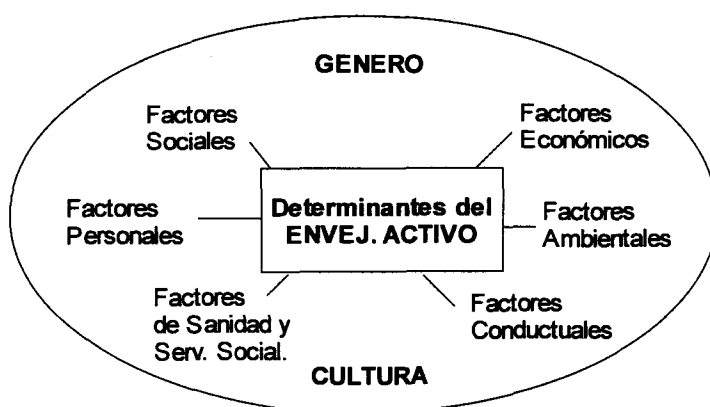 GENERO
Factores
Sociales
Factores
Económicos
Factores
Personales
Determinantes del
ENVEJ. ACTIVO
Factores
Ambientales
Factores
de Sanidad y
Serv. Social.
Factores
Conductuales
CULTURA